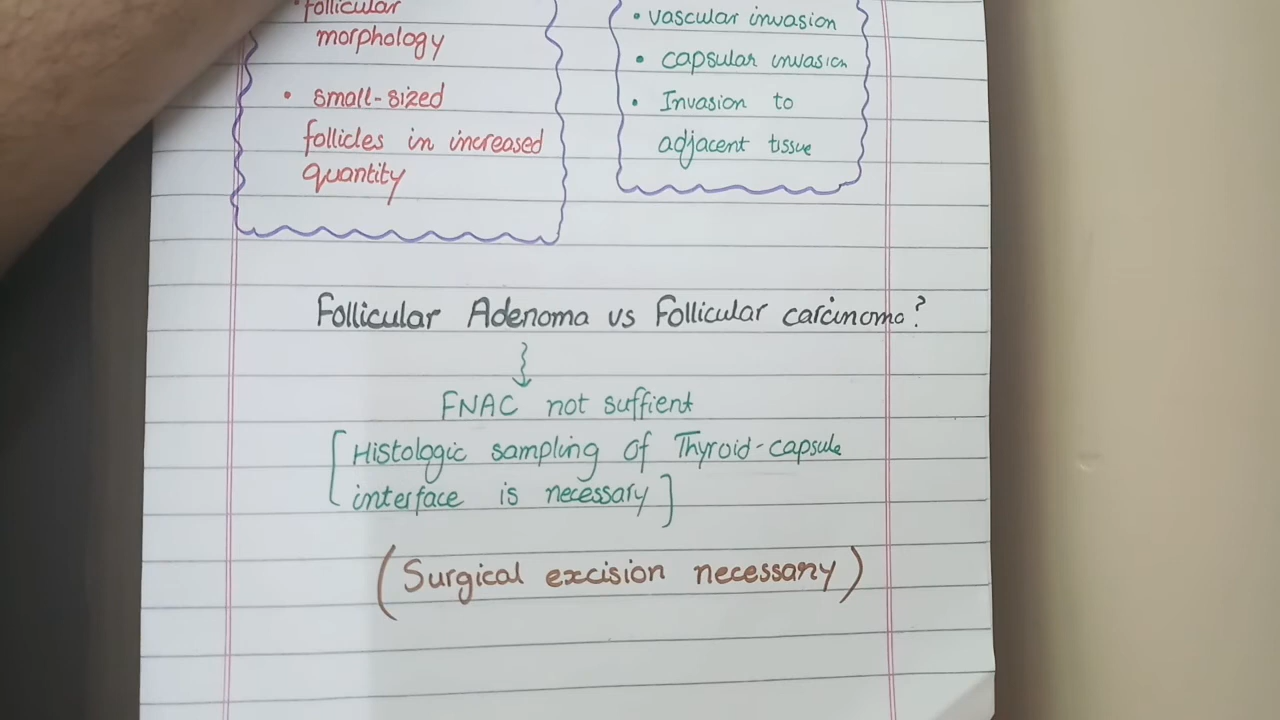 • follicular
morphology
• small-sized
follicles in increased
quantity
• vascular invasion
• capsular invasion
• Invasion to
adjacent tissue
Follicular Adenoma vs Follicular carcinoma?
FNAC not suffient
[Histologic sampling of Thyroid-capsule
interface is necessary]
(Surgical excision necessary)